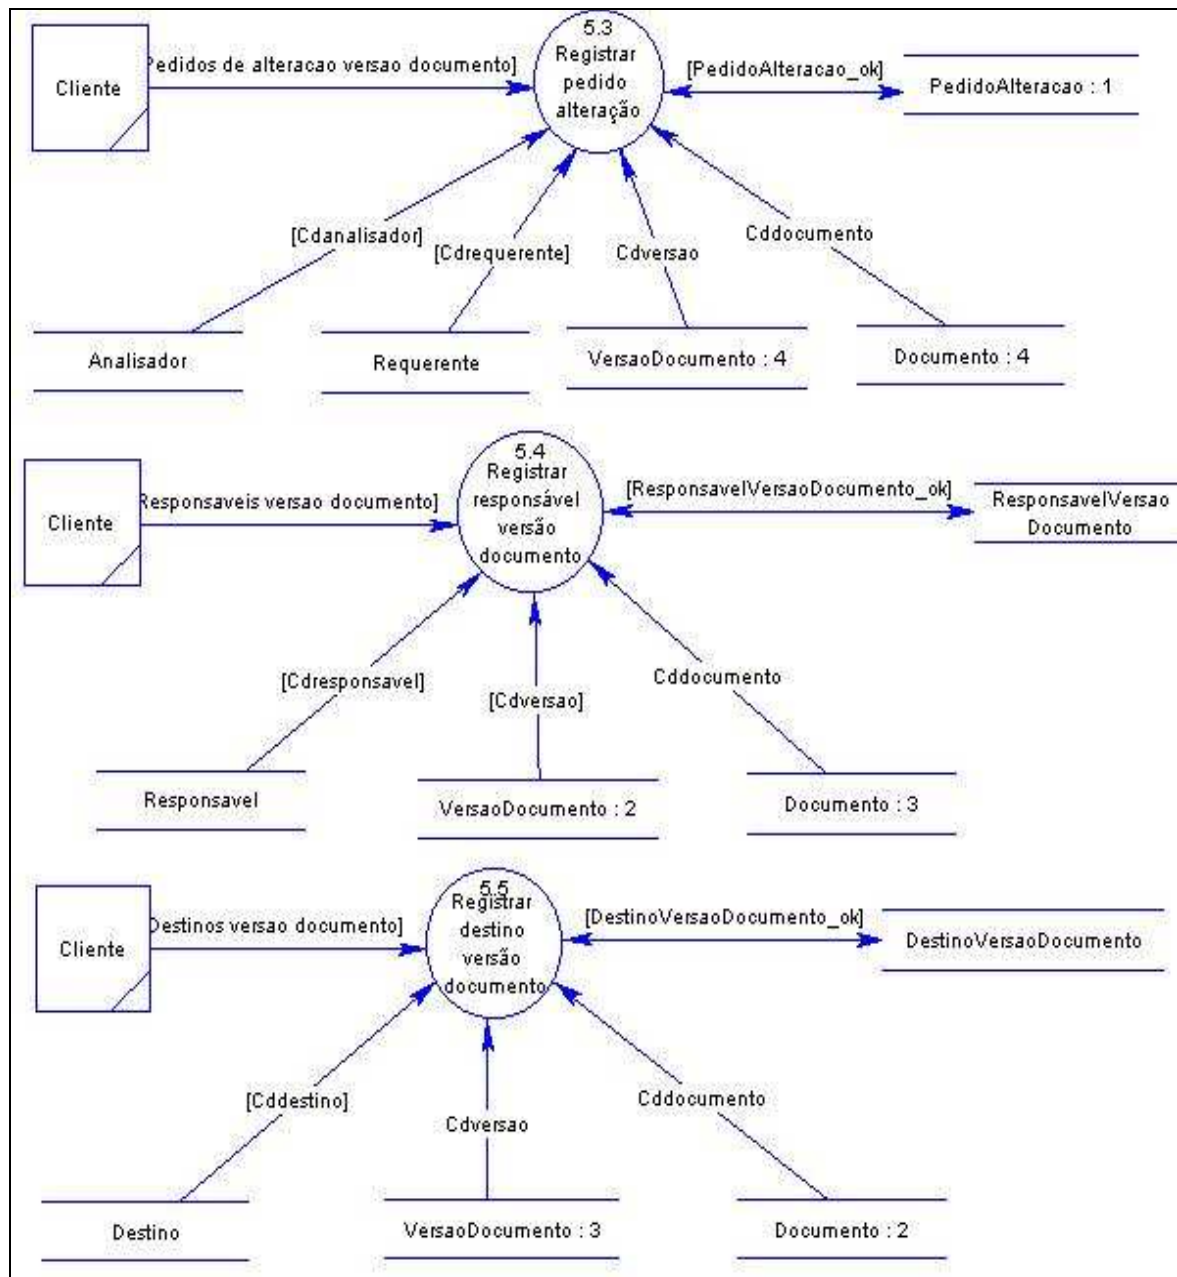 5.3
Registrar
pedido
alteração
Cliente
Pedidos de alteracao versao documento]
[PedidoAlteracao_ok]
PedidoAlteracao : 1
[Cdanalisador]
[Cdrequerente]
Cdversao
Cddocumento
Analisador
Requerente
VersaoDocumento : 4
Documento : 4
5.4
Registrar
responsável
versão
documento
Cliente
Responsaveis versao documento]
[ResponsavelVersaoDocumento_ok]
ResponsavelVersao
Documento
[Cdresponsavel]
[Cdversao]
Cddocumento
Responsavel
VersaoDocumento : 2
Documento : 3
5.5
Registrar
destino
versão
documento
Cliente
Destinos versao documento]
[DestinoVersaoDocumento_ok]
DestinoVersaoDocumento
[Cddestino]
Cdversao
Cddocumento
Destino
VersaoDocumento : 3
Documento : 2